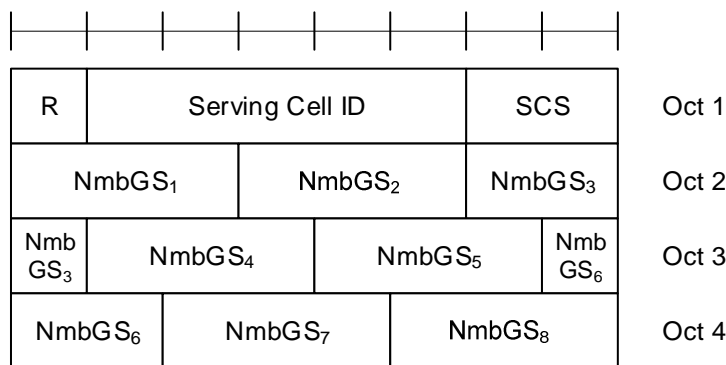 R Serving Cell ID SCS Oct 1
NmbGS₁ NmbGS₂ NmbGS₃ Oct 2
Nmb GS₃ NmbGS₄ NmbGS₅ Nmb GS₆ Oct 3
NmbGS₆ NmbGS₇ NmbGS₈ Oct 4